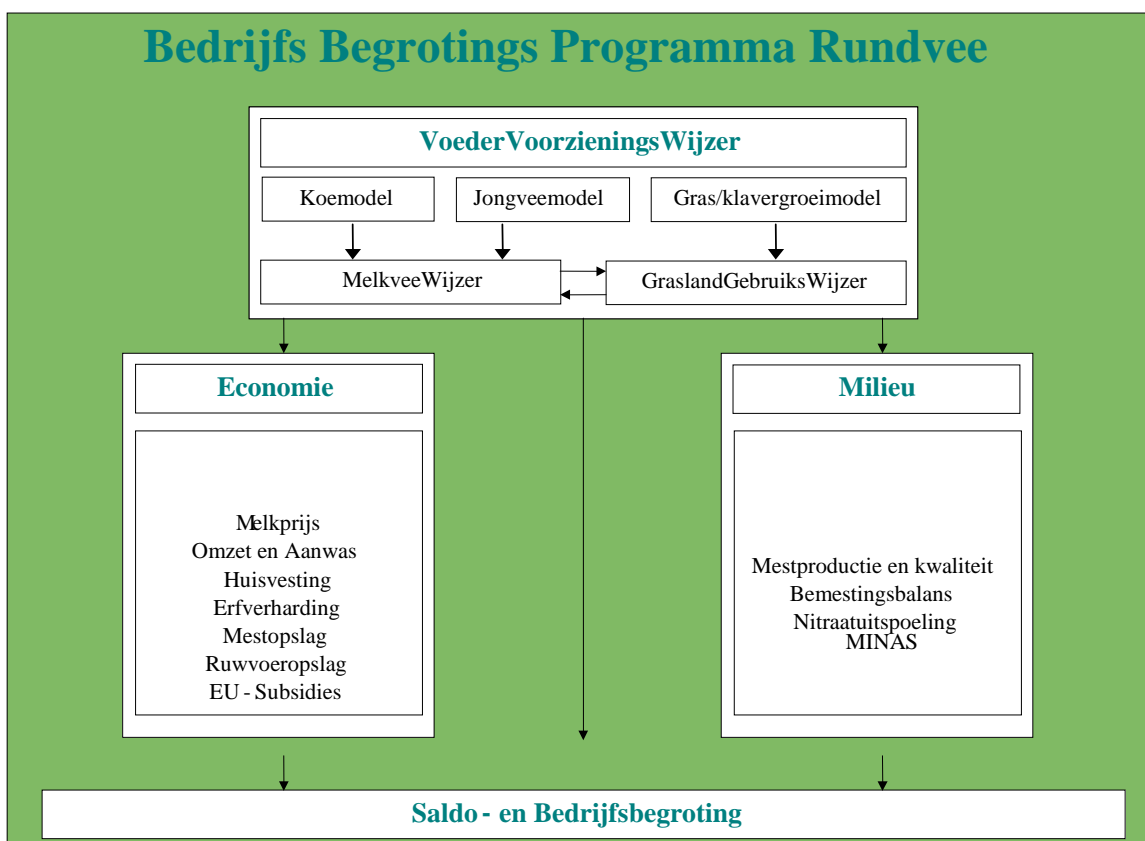 Bedrijfs Begrotings Programma Rundvee
VoederVoorzieningsWijzer
Koemodel
Jongveemodel
Gras/klavergroeimodel
MelkveeWijzer
GraslandGebruiksWijzer
Economie
Melkprijs
Omzet en Aanwas
Huisvesting
Erfverharding
Mestopslag
Ruwvoeropslag
EU - Subsidies
Milieu
Mestproductie en kwaliteit
Bemestingsbalans
Nitraatuitspoeling
MINAS
Saldo - en Bedrijfsbegroting